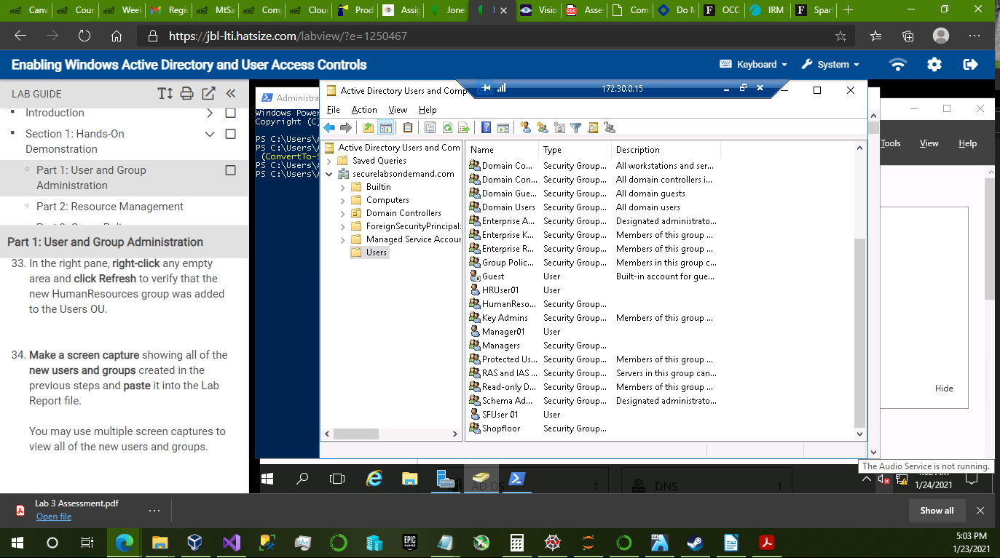 Canv
Cour
Week
Regis
MtSa
Com
Clou
Prod
Assig
Jone
I
Visio
Asse
Com
Do M
OCC
IRM
Spar
https://jbl-lti.hatsize.com/labview/?e=1250467
Enabling Windows Active Directory and User Access Controls
Keyboard
System
LAB GUIDE
Introduction
Section 1: Hands-On
Demonstration
Part 1: User and Group
Administration
Part 2: Resource Management
Part 1: User and Group Administration
33. In the right pane, right-click any empty
area and click Refresh to verify that the
new HumanResources group was added
to the Users OU.
34. Make a screen capture showing all of the
new users and groups created in the
previous steps and paste it into the Lab
Report file.
You may use multiple screen captures to
view all of the new users and groups.
Administra
Windows Power
Copyright (C)
PS C:\Users\A
PS C:\Users\A
(ConvertTo-S
PS C:\Users\A
PS C:\Users\A
Active Directory Users and Comp
172.30.0.15
File Action View Help
Active Directory Users and Com
Saved Queries
securelabsondemand.com
Builtin
Computers
Domain Controllers
ForeignSecurityPrincipal:
Managed Service Accour
Users
Name Type Description
Domain Co... Security Group... All workstations and ser...
Domain Con... Security Group... All domain controllers i...
Domain Gue... Security Group... All domain guests
Domain Users Security Group... All domain users
Enterprise A... Security Group... Designated administrato...
Enterprise K... Security Group... Members of this group ...
Enterprise R... Security Group... Members of this group ...
Group Polic... Security Group... Members in this group c...
Guest User Built-in account for gue...
HRUser01 User
HumanReso... Security Group...
Key Admins Security Group... Members of this group ...
Manager01 User
Managers Security Group...
Protected Us... Security Group... Members of this group ...
RAS and IAS ... Security Group... Servers in this group can...
Read-only D... Security Group... Members of this group ...
Schema Ad... Security Group... Designated administrato...
SFUser 01 User
Shopfloor Security Group...
Tools View Help
Hide
The Audio Service is not running.
AD DS 1
DNS 1
1/24/2021
Lab 3 Assessment.pdf
Open file
Show all
EPIC
GAMES
5:03 PM
1/23/2021